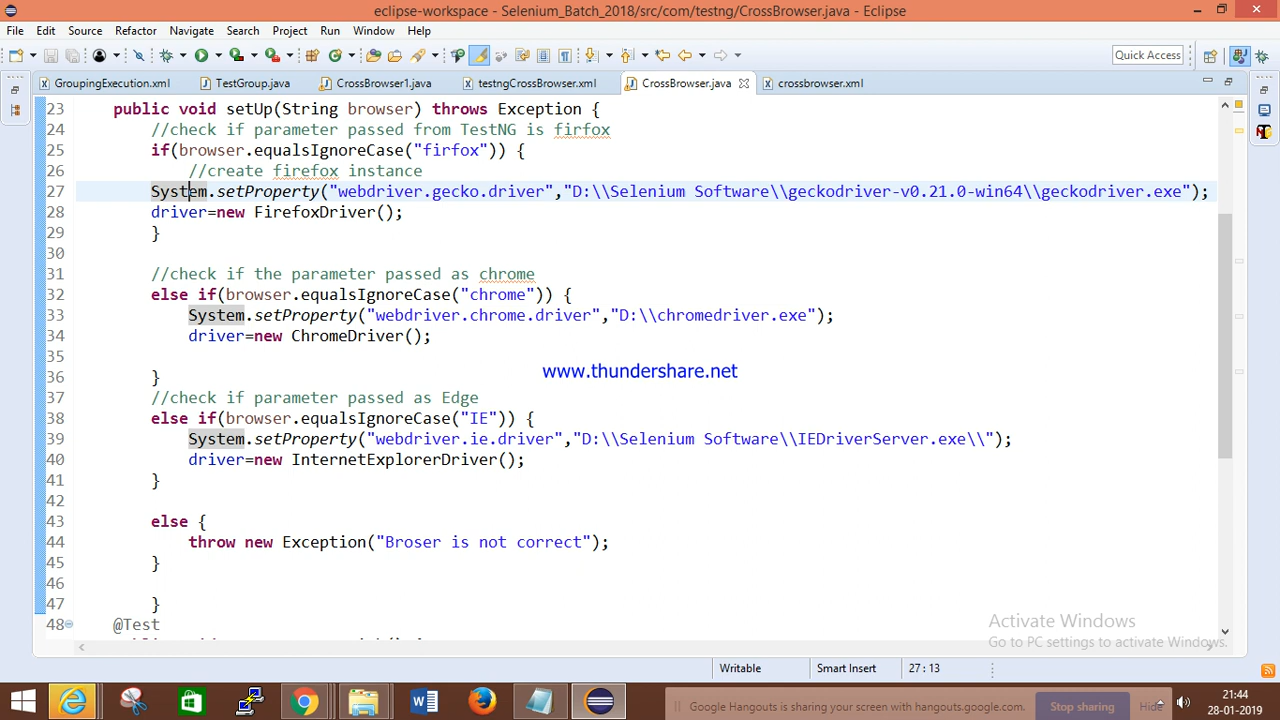 eclipse-workspace - Selenium_Batch_2018/src/com/testng/CrossBrowser.java - Eclipse
File Edit Source Refactor Navigate Search Project Run Window Help
Quick Access
GroupingExecution.xml TestGroup.java CrossBrowser1.java testngCrossBrowser.xml CrossBrowser.java crossbrowser.xml
23 public void setUp(String browser) throws Exception {
24 //check if parameter passed from TestNG is firfox
25 if(browser.equalsIgnoreCase("firfox")) {
26 //create firefox instance
27 System.setProperty("webdriver.gecko.driver","D:\\Selenium Software\\geckodriver-v0.21.0-win64\\geckodriver.exe");
28 driver=new FirefoxDriver();
29 }
30
31 //check if the parameter passed as chrome
32 else if(browser.equalsIgnoreCase("chrome")) {
33 System.setProperty("webdriver.chrome.driver","D:\\chromedriver.exe");
34 driver=new ChromeDriver();
35
www.thundershare.net
36 }
37 //check if parameter passed as Edge
38 else if(browser.equalsIgnoreCase("IE")) {
39 System.setProperty("webdriver.ie.driver","D:\\Selenium Software\\IEDriverServer.exe\\");
40 driver=new InternetExplorerDriver();
41 }
42
43 else {
44 throw new Exception("Broser is not correct");
45 }
46
47 }
48 @Test
Activate Windows
Go to PC settings to activate Windows.
Writable Smart Insert 27 : 13
Google Hangouts is sharing your screen with hangouts.google.com. Stop sharing Hide
21:44
28-01-2019